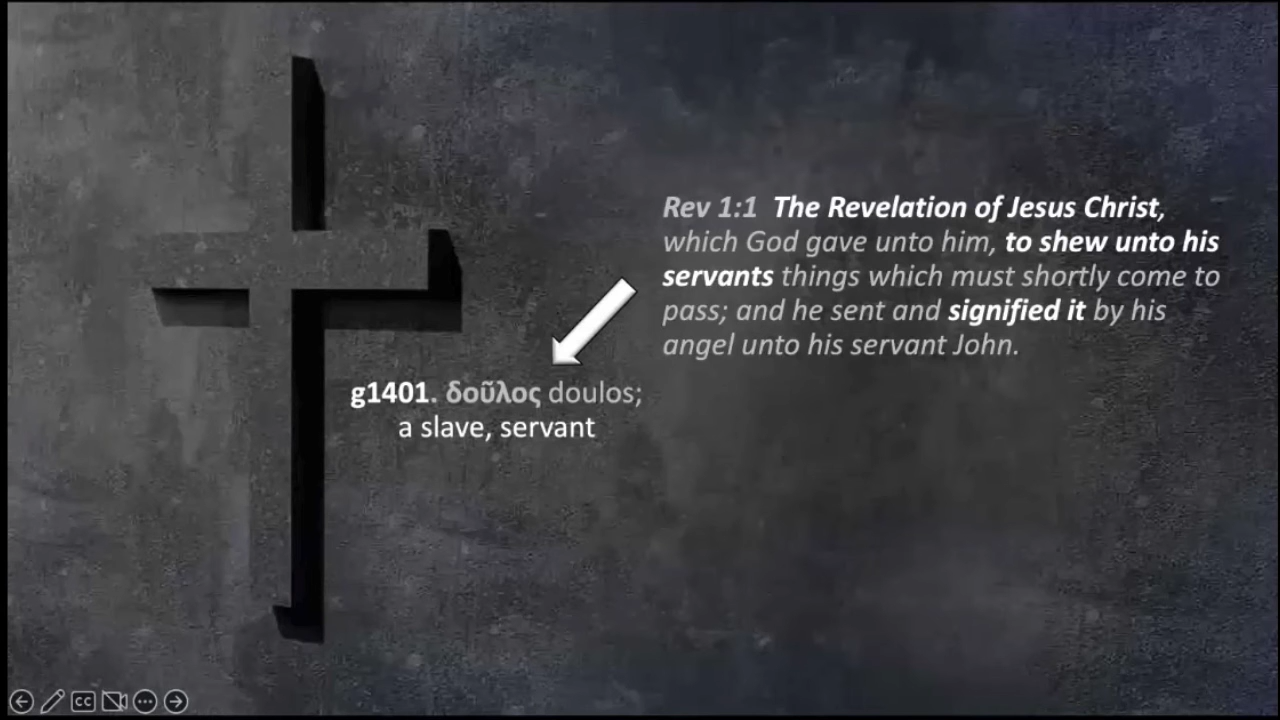 Rev 1:1  The Revelation of Jesus Christ,
which God gave unto him, to shew unto his
servants things which must shortly come to
pass; and he sent and signified it by his
angel unto his servant John.
g1401. δοῦλος doulos;
a slave, servant
CC